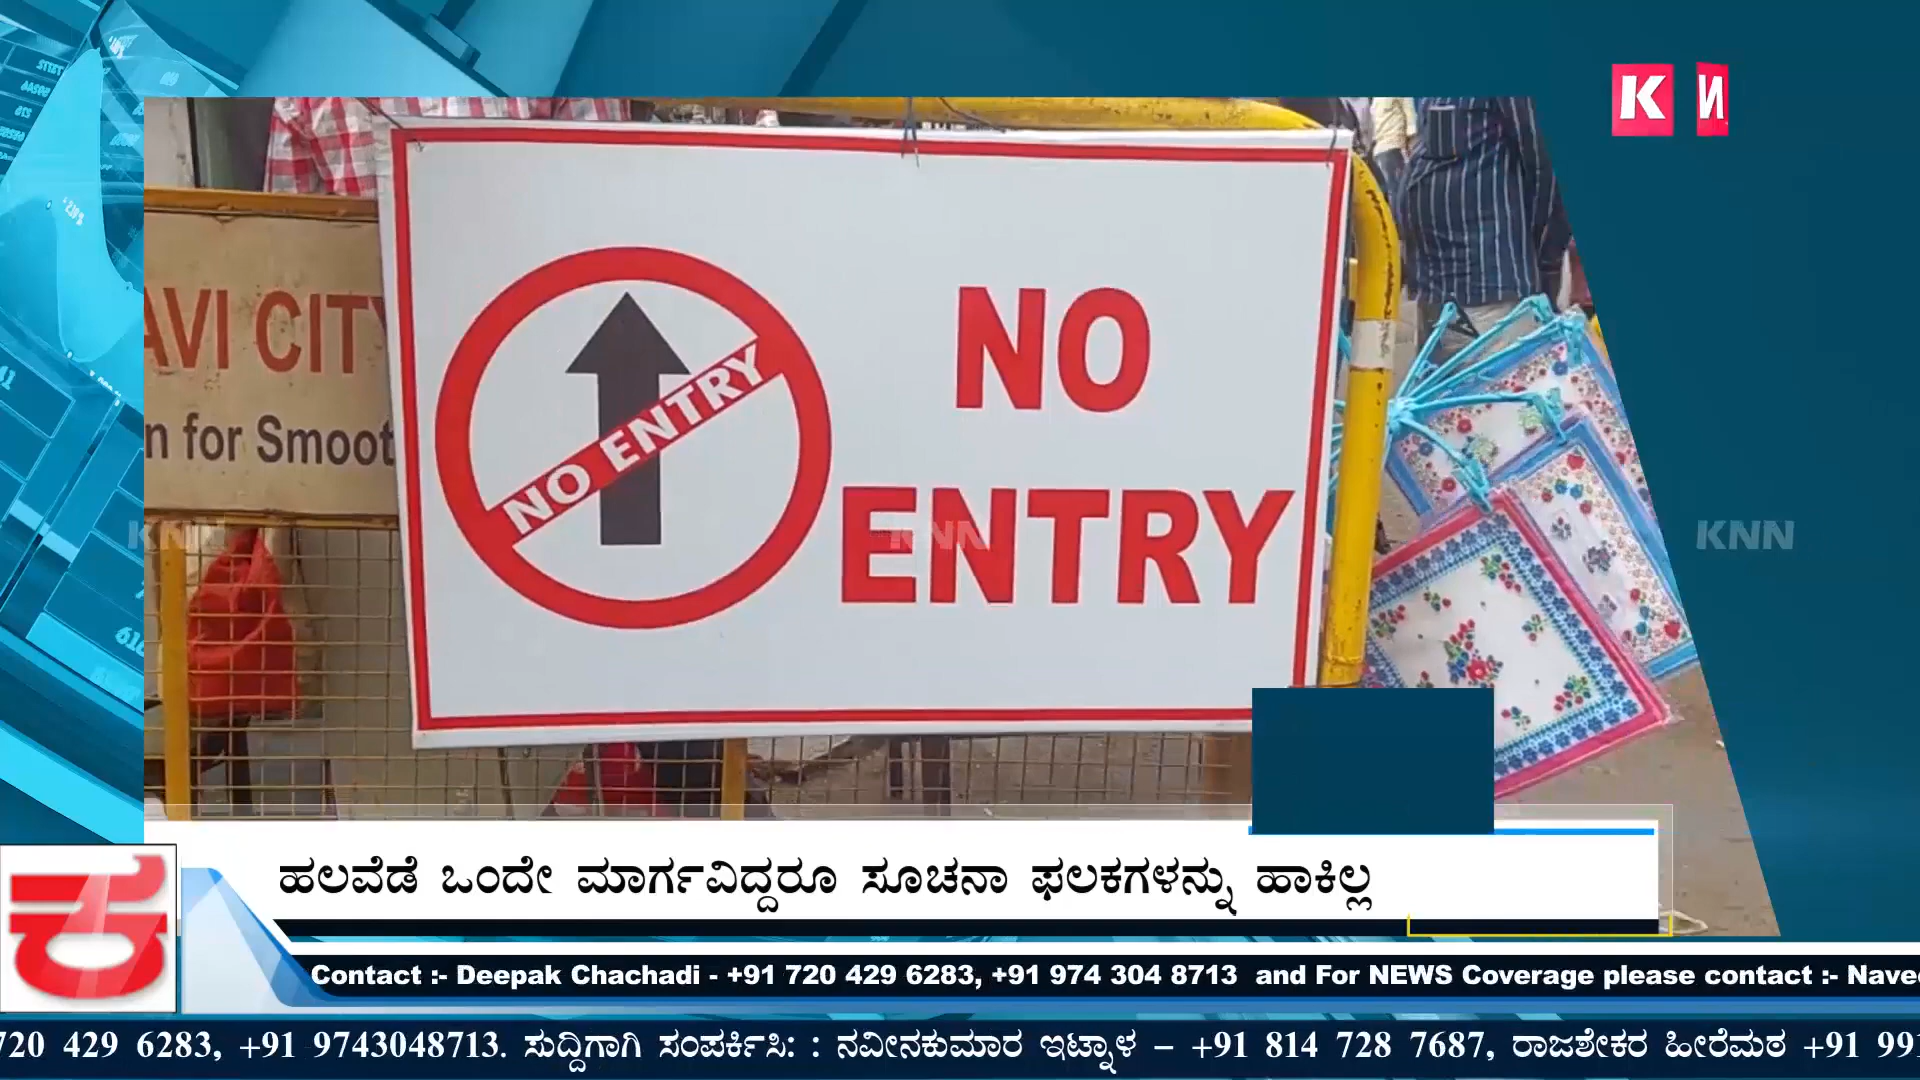 K N
AVI CITY
n for Smoot
NO ENTRY
NO
ENTRY
KNN KNN KNN
ಹಲವೆಡೆ ಒಂದೇ ಮಾರ್ಗವಿದ್ದರೂ ಸೂಚನಾ ಫಲಕಗಳನ್ನು ಹಾಕಿಲ್ಲ
ಕ
Contact :- Deepak Chachadi - +91 720 429 6283, +91 974 304 8713 and For NEWS Coverage please contact :- Navee
720 429 6283, +91 9743048713. ಸುದ್ದಿಗಾಗಿ ಸಂಪರ್ಕಿಸಿ: : ನವೀನಕುಮಾರ ಇಟ್ನಾಳ – +91 814 728 7687, ರಾಜಶೇಕರ ಹೀರೆಮಠ +91 991